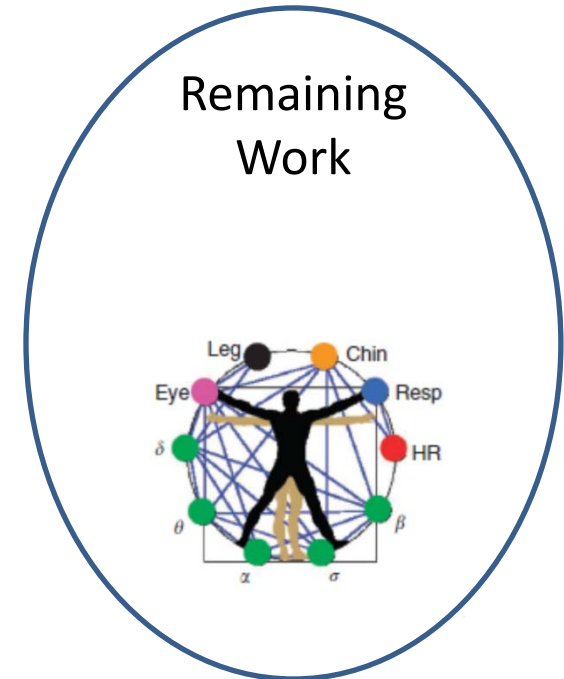 Remaining
Work
Leg
Chin
Eye
Resp
δ
HR
θ
β
α
σ